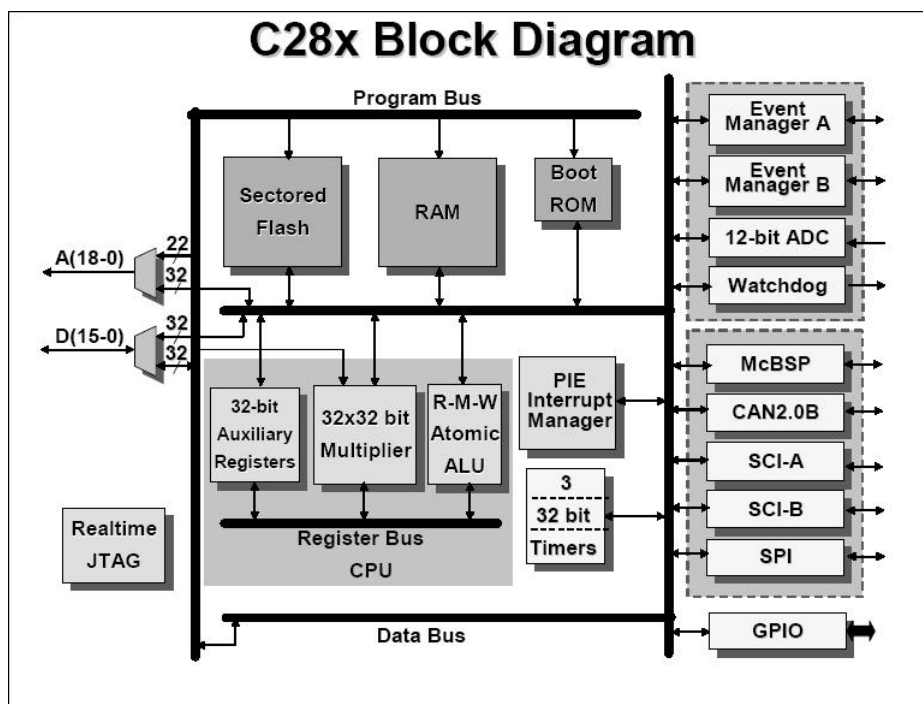 C28x Block Diagram
Program Bus
Sectored
Flash
RAM
Boot
ROM
Event
Manager A
Event
Manager B
12-bit ADC
Watchdog
A(18-0)
22
32
D(15-0)
32
32
32-bit
Auxiliary
Registers
32x32 bit
Multiplier
R-M-W
Atomic
ALU
PIE
Interrupt
Manager
3
32 bit
Timers
McBSP
CAN2.0B
SCI-A
SCI-B
SPI
GPIO
Register Bus
CPU
Realtime
JTAG
Data Bus